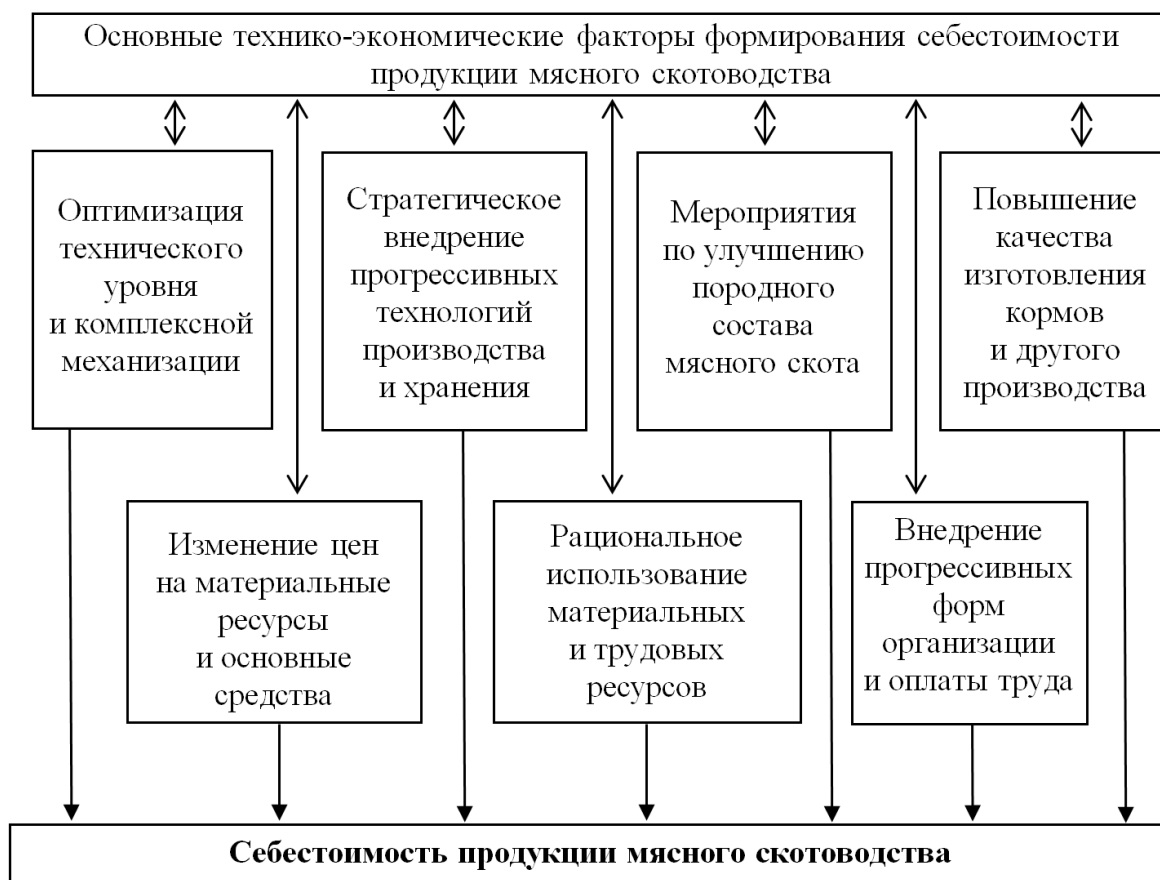 Основные технико-экономические факторы формирования себестоимости
продукции мясного скотоводства
Оптимизация
технического
уровня
и комплексной
механизации
Стратегическое
внедрение
прогрессивных
технологий
производства
и хранения
Мероприятия
по улучшению
породного
состава
мясного скота
Повышение
качества
изготовления
кормов
и другого
производства
Изменение цен
на материальные
ресурсы
и основные
средства
Рациональное
использование
материальных
и трудовых
ресурсов
Внедрение
прогрессивных
форм
организации
и оплаты труда
Себестоимость продукции мясного скотоводства